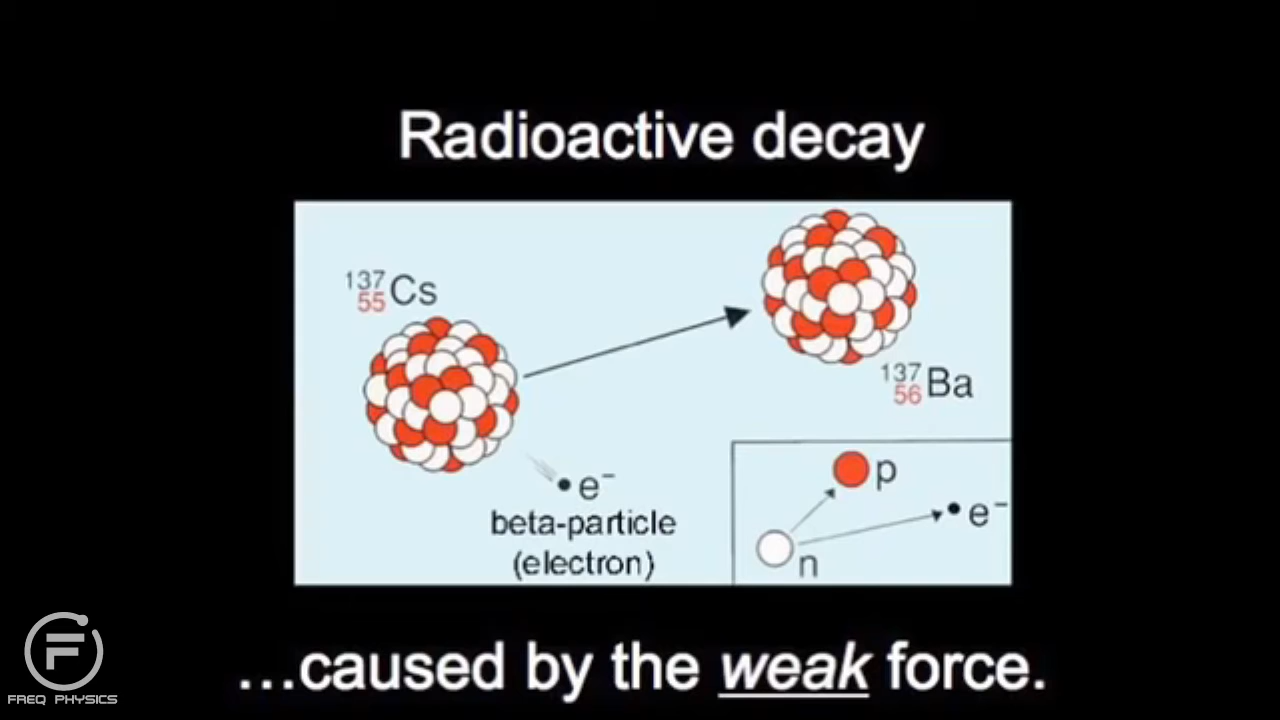 Radioactive decay
137
55 Cs
137
56 Ba
e−
beta-particle
(electron)
p
e−
n
...caused by the weak force.
F
FREQ PHYSICS